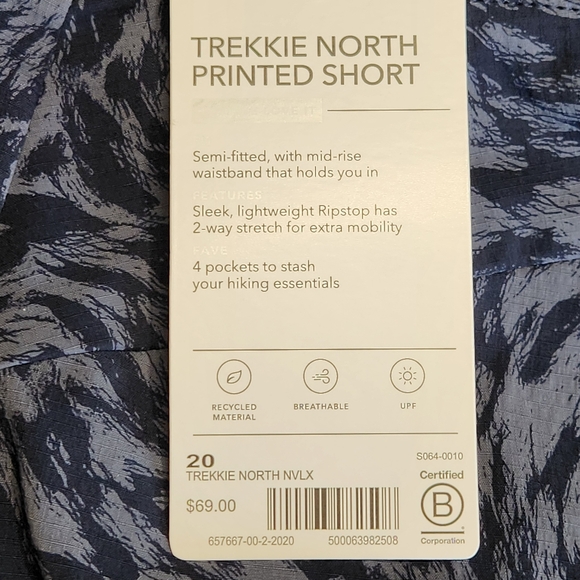 TREKKIE NORTH
PRINTED SHORT
Semi-fitted, with mid-rise
waistband that holds you in
FEATURES
Sleek, lightweight Ripstop has
2-way stretch for extra mobility
FAVE
4 pockets to stash
your hiking essentials
RECYCLED
MATERIAL
BREATHABLE
UPF
20
S064-0010
TREKKIE NORTH NVLX
$69.00
Certified
B
Corporation
657667-00-2-2020
500063982508